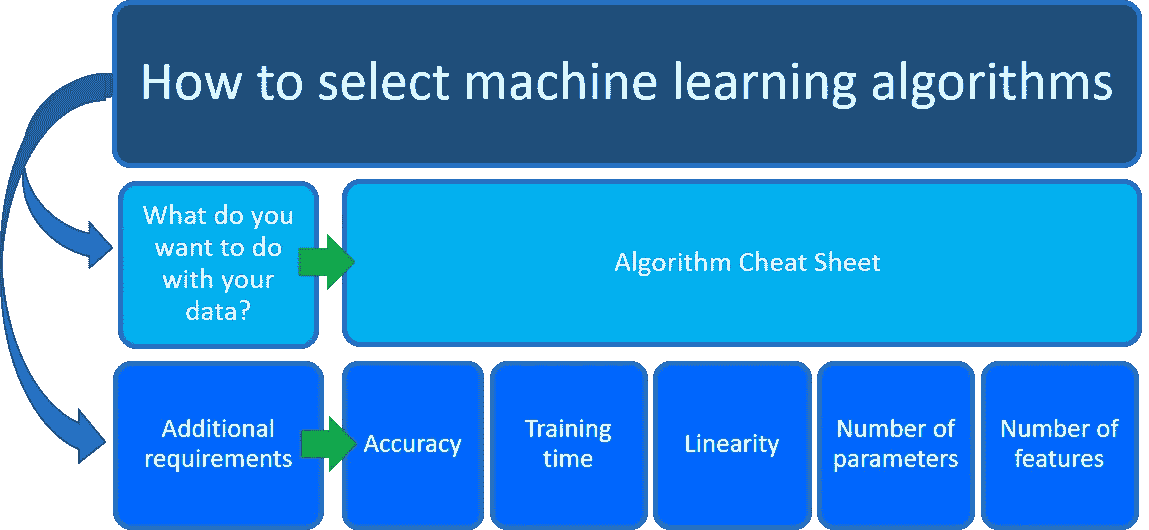 How to select machine learning algorithms
What do you
want to do
with your
data?
Algorithm Cheat Sheet
Additional
requirements
Accuracy
Training
time
Linearity
Number of
parameters
Number of
features